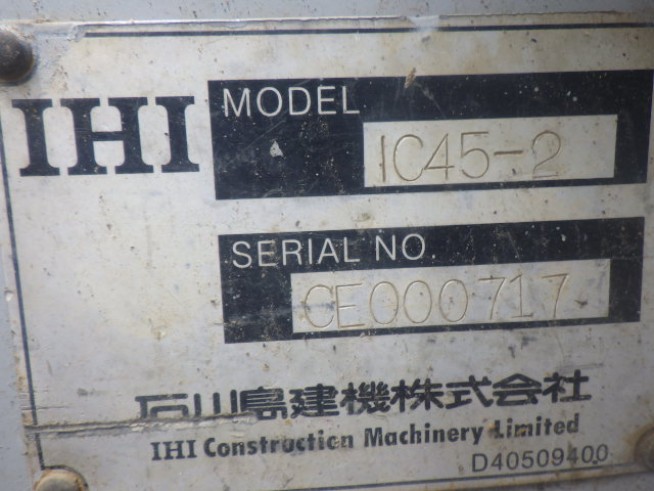 IHI
MODEL
IC45-2
SERIAL NO.
CE000717
石川島建機株式会社
IHI Construction Machinery Limited
D40509400